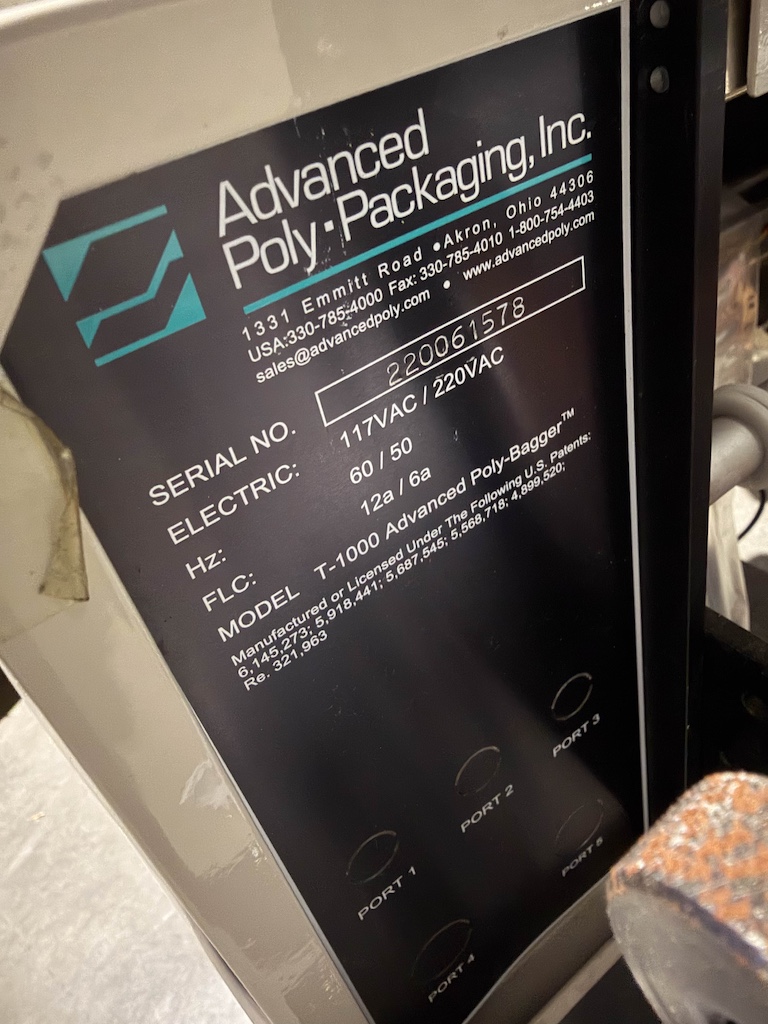 Advanced
Poly•Packaging, Inc.
1331 Emmitt Road •Akron, Ohio 44306
USA:330-785-4000 Fax: 330-785-4010 1-800-754-4403
sales@advancedpoly.com • www.advancedpoly.com
SERIAL NO. 220061578
ELECTRIC: 117VAC / 220VAC
Hz: 60 / 50
FLC: 12a / 6a
MODEL T-1000 Advanced Poly-Bagger™
Manufactured or Licensed Under The Following U.S. Patents:
6,145,273; 5,918,441; 5,687,545; 5,568,718; 4,899,520;
Re. 321,963
PORT 3
PORT 2
PORT 1
PORT 5
PORT 4